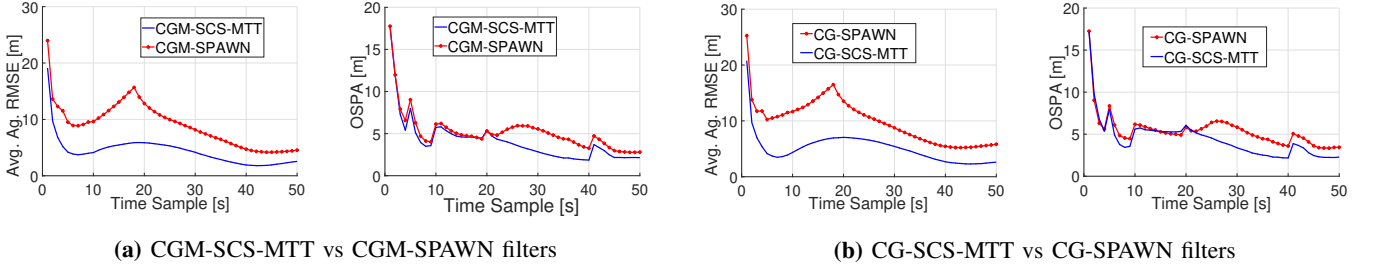 Avg. Ag. RMSE [m]
30
20
10
0
CGM-SCS-MTT
CGM-SPAWN
0 10 20 30 40 50
Time Sample [s]
OSPA [m]
20
15
10
5
0
CGM-SCS-MTT
CGM-SPAWN
0 10 20 30 40 50
Time Sample [s]
(a) CGM-SCS-MTT vs CGM-SPAWN filters
Avg. Ag. RMSE [m]
30
20
10
0
CG-SPAWN
CG-SCS-MTT
0 10 20 30 40 50
Time Sample [s]
OSPA [m]
20
15
10
5
0
CG-SPAWN
CG-SCS-MTT
0 10 20 30 40 50
Time Sample [s]
(b) CG-SCS-MTT vs CG-SPAWN filters